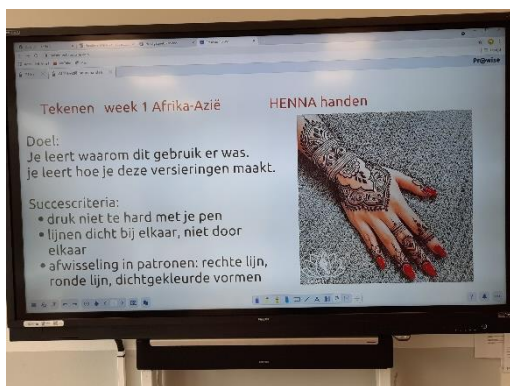 Prowise
Tekenen week 1 Afrika-Azië
HENNA handen
Doel:
Je leert waarom dit gebruik er was.
je leert hoe je deze versieringen maakt.
Succescriteria:
• druk niet te hard met je pen
• lijnen dicht bij elkaar, niet door
elkaar
• afwisseling in patronen: rechte lijn,
ronde lijn, dichtgekleurde vormen